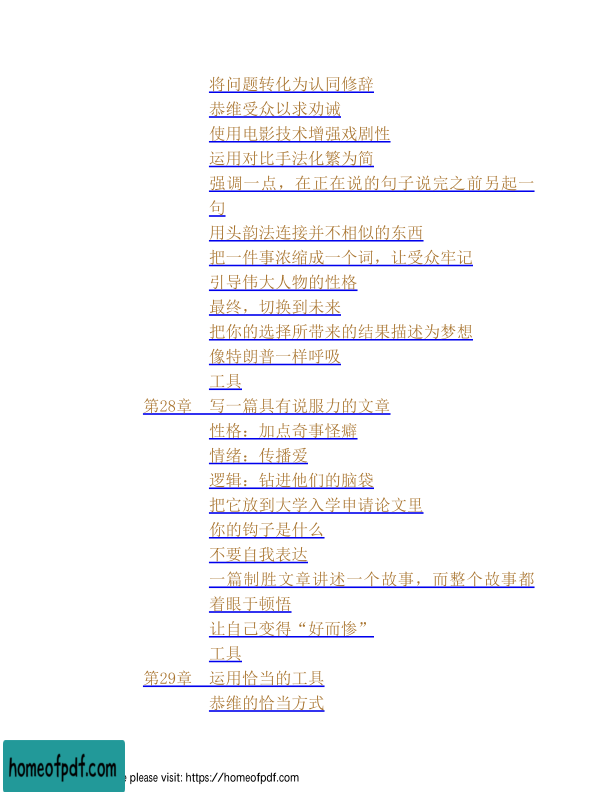 将问题转化为认同修辞
恭维受众以求劝诫
使用电影技术增强戏剧性
运用对比手法化繁为简
强调一点，在正在说的句子说完之前另起一
句
用头韵法连接并不相似的东西
把一件事浓缩成一个词，让受众牢记
引导伟大人物的性格
最终，切换到未来
把你的选择所带来的结果描述为梦想
像特朗普一样呼吸
工具
第28章 写一篇具有说服力的文章
性格：加点奇事怪癖
情绪：传播爱
逻辑：钻进他们的脑袋
把它放到大学入学申请论文里
你的钩子是什么
不要自我表达
一篇制胜文章讲述一个故事，而整个故事都
着眼于顿悟
让自己变得“好而惨”
工具
第29章 运用恰当的工具
恭维的恰当方式
homeofpdf.com
e please visit: https://homeofpdf.com